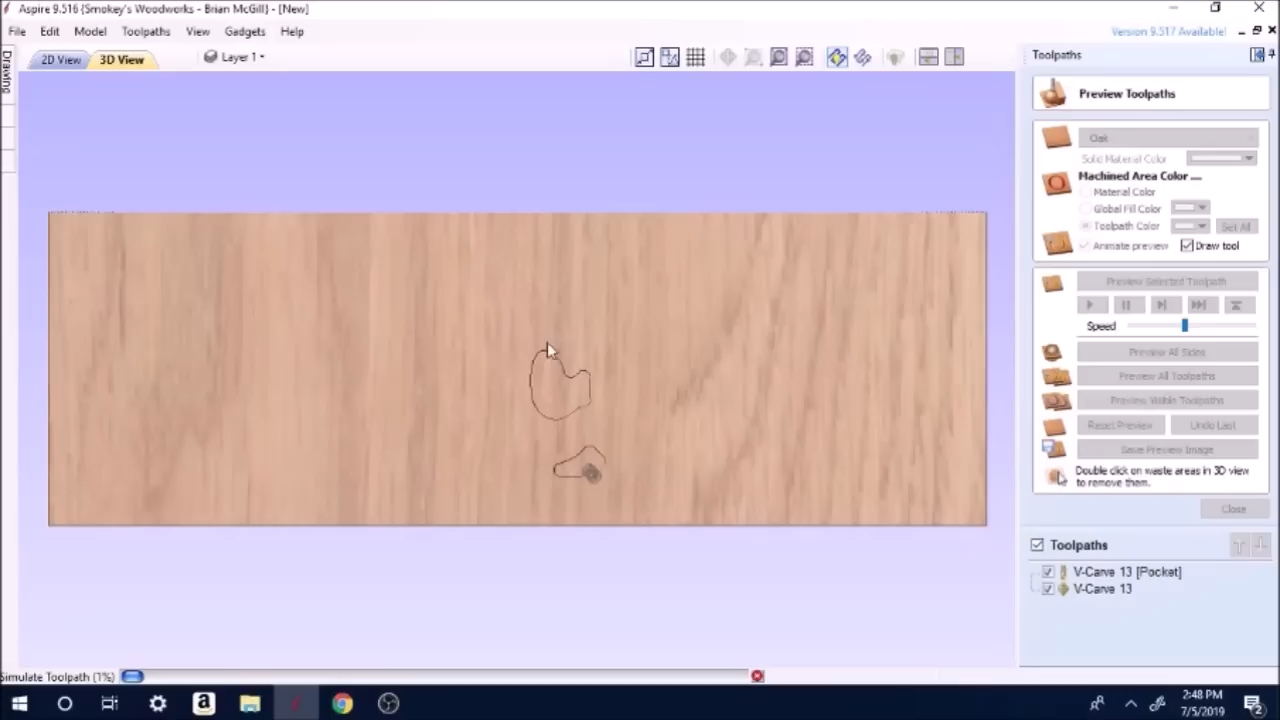 Aspire 9.516 {Smokey's Woodworks - Brian McGill} - [New]
File Edit Model Toolpaths View Gadgets Help
Version 9.517 Available!
2D View 3D View Layer 1
Drawing
Toolpaths
Preview Toolpaths
Oak
Solid Material Color
Machined Area Color ...
Material Color
Global Fill Color
Toolpath Color Set All
Animate preview Draw tool
Preview Selected Toolpath
Speed
Preview All Sides
Preview All Toolpaths
Preview Visible Toolpaths
Reset Preview Undo Last
Save Preview Image
Double click on waste areas in 3D view
to remove them.
Close
Toolpaths
V-Carve 13 [Pocket]
V-Carve 13
Simulate Toolpath (1%)
2:48 PM
7/5/2019
2